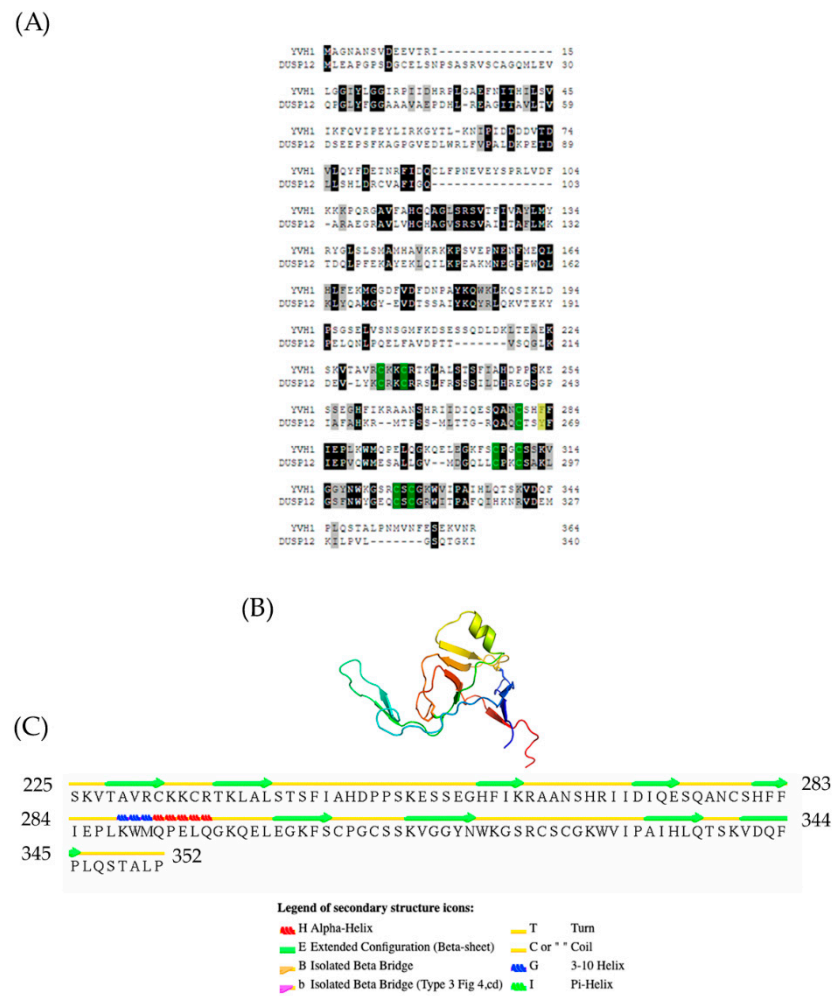 (A)
YVH1 MAGNANSVDEEVTRI--------------- 15
DUSP12 MLEAPGPSDGCELSNPSASRVSCAGQMLEV 30
YVH1 LGGIYLGGIRPIIDHRPLGAEFNITHILSV 45
DUSP12 QPGLYFGGAAAVAEPDHL-REAGITAVLTV 59
YVH1 IKFQVIPEYLIRKGYTL-KNIPIDDDDVTD 74
DUSP12 DSEEPSFKAGPGVEDLWRLFVPALDKPETD 89
YVH1 VLQYFDETNRFIDQCLFPNEVEYSPRLVDF 104
DUSP12 LLSHLDRCVAFIGQ---------------- 103
YVH1 KKKPQRGAVFAHCQAGLSRSVTFIVAYLMY 134
DUSP12 -ARAEGRAVLVHCHAGVSRSVAIITAFLMK 132
YVH1 RYGLSLSMAMHAVKRKKPSVEPNENFMEQL 164
DUSP12 TDQLPFEKAYEKLQILKPEAKMNEGFEWQL 162
YVH1 HLFEKMGGDFVDFDNPAYKQWKLKQSIKLD 194
DUSP12 KLYQAMGY-EVDTSSAIYKQYRLQKVTEKY 191
YVH1 PSGSELVSNSGMFKDSESSQDLDKLTEAEK 224
DUSP12 PELQNLPQELFAVDPTT-------VSQGLK 214
YVH1 SKVTAVRCKKCRTKLALSTSFIAHDPPSKE 254
DUSP12 DEV-LYKCRKCRRSLFRSSSILDHREGSGP 243
YVH1 SSEGHFIKRAANSHRIIDIQESQANCSHFF 284
DUSP12 IAFAHKR--MTPSS-MLTTG-RQAQCTSYF 269
YVH1 IEPLKWMQPELQGKQELEGKFSCPGCSSKV 314
DUSP12 IEPVQWMESALLGV--MDGQLLCPKCSAKL 297
YVH1 GGYNWKGSRCSCGKWVIPAIHLQTSKVDQF 344
DUSP12 GSFNWYGEQCSCGRWITPAFQIHKNRVDEM 327
YVH1 PLQSTALPNMVNFESEKVNR 364
DUSP12 KILPVL-------GSQTGKI 340
(B)
(C)
225 SKVTAVRCKKCRTKLALSTSFIAHDPPSKESSEGHFIKRAANSHRIIDIQESQANCSHFF 283
284 IEPLKWMQPELQGKQELEGKFSCPGCSSKVGGYNWKGSRCSCGKWVIPAIHLQTSKVDQF 344
345 PLQSTALP 352
Legend of secondary structure icons:
H Alpha-Helix T Turn
E Extended Configuration (Beta-sheet) C or " " Coil
B Isolated Beta Bridge G 3-10 Helix
b Isolated Beta Bridge (Type 3 Fig 4,cd) I Pi-Helix